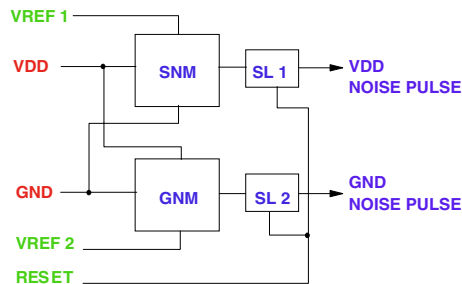 VREF 1
VDD
SNM
SL 1
VDD
NOISE PULSE
GND
GNM
SL 2
GND
NOISE PULSE
VREF 2
RESET